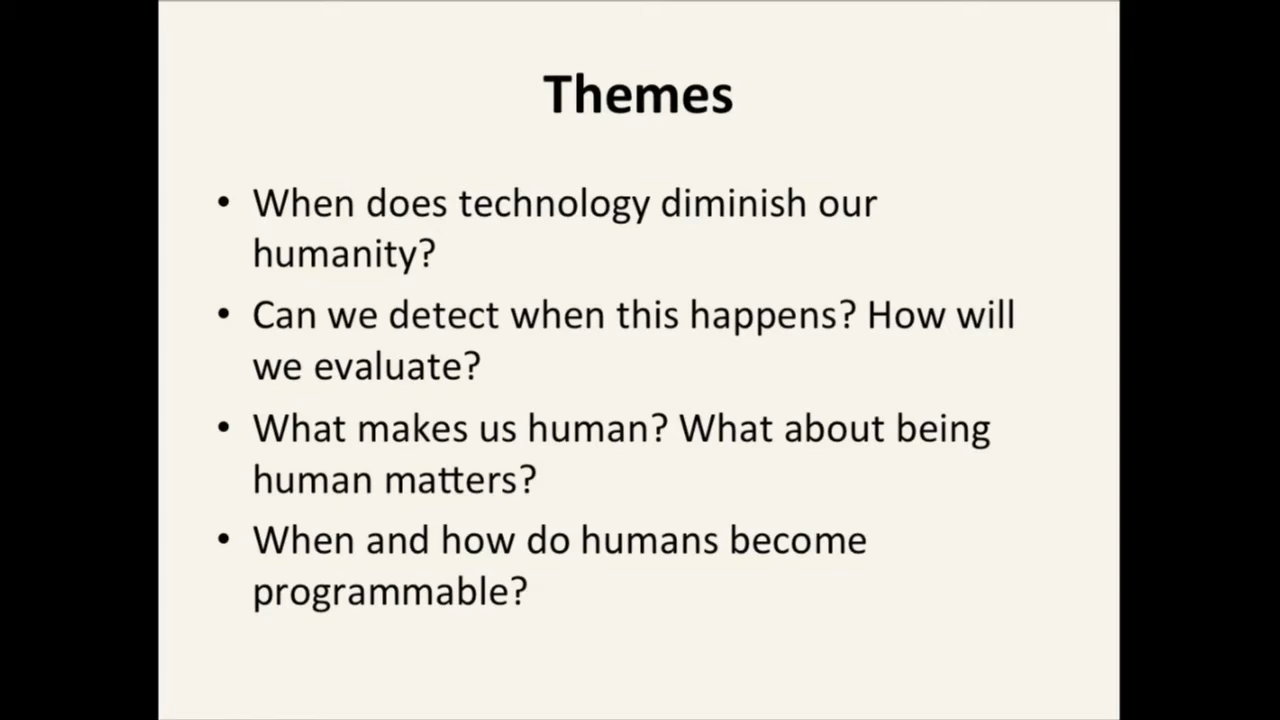 Themes
• When does technology diminish our
humanity?
• Can we detect when this happens? How will
we evaluate?
• What makes us human? What about being
human matters?
• When and how do humans become
programmable?